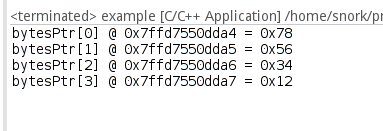 <terminated> example [C/C++ Application] /home/snork/pr
bytesPtr[0] @ 0x7ffd7550dda4 = 0x78
bytesPtr[1] @ 0x7ffd7550dda5 = 0x56
bytesPtr[2] @ 0x7ffd7550dda6 = 0x34
bytesPtr[3] @ 0x7ffd7550dda7 = 0x12